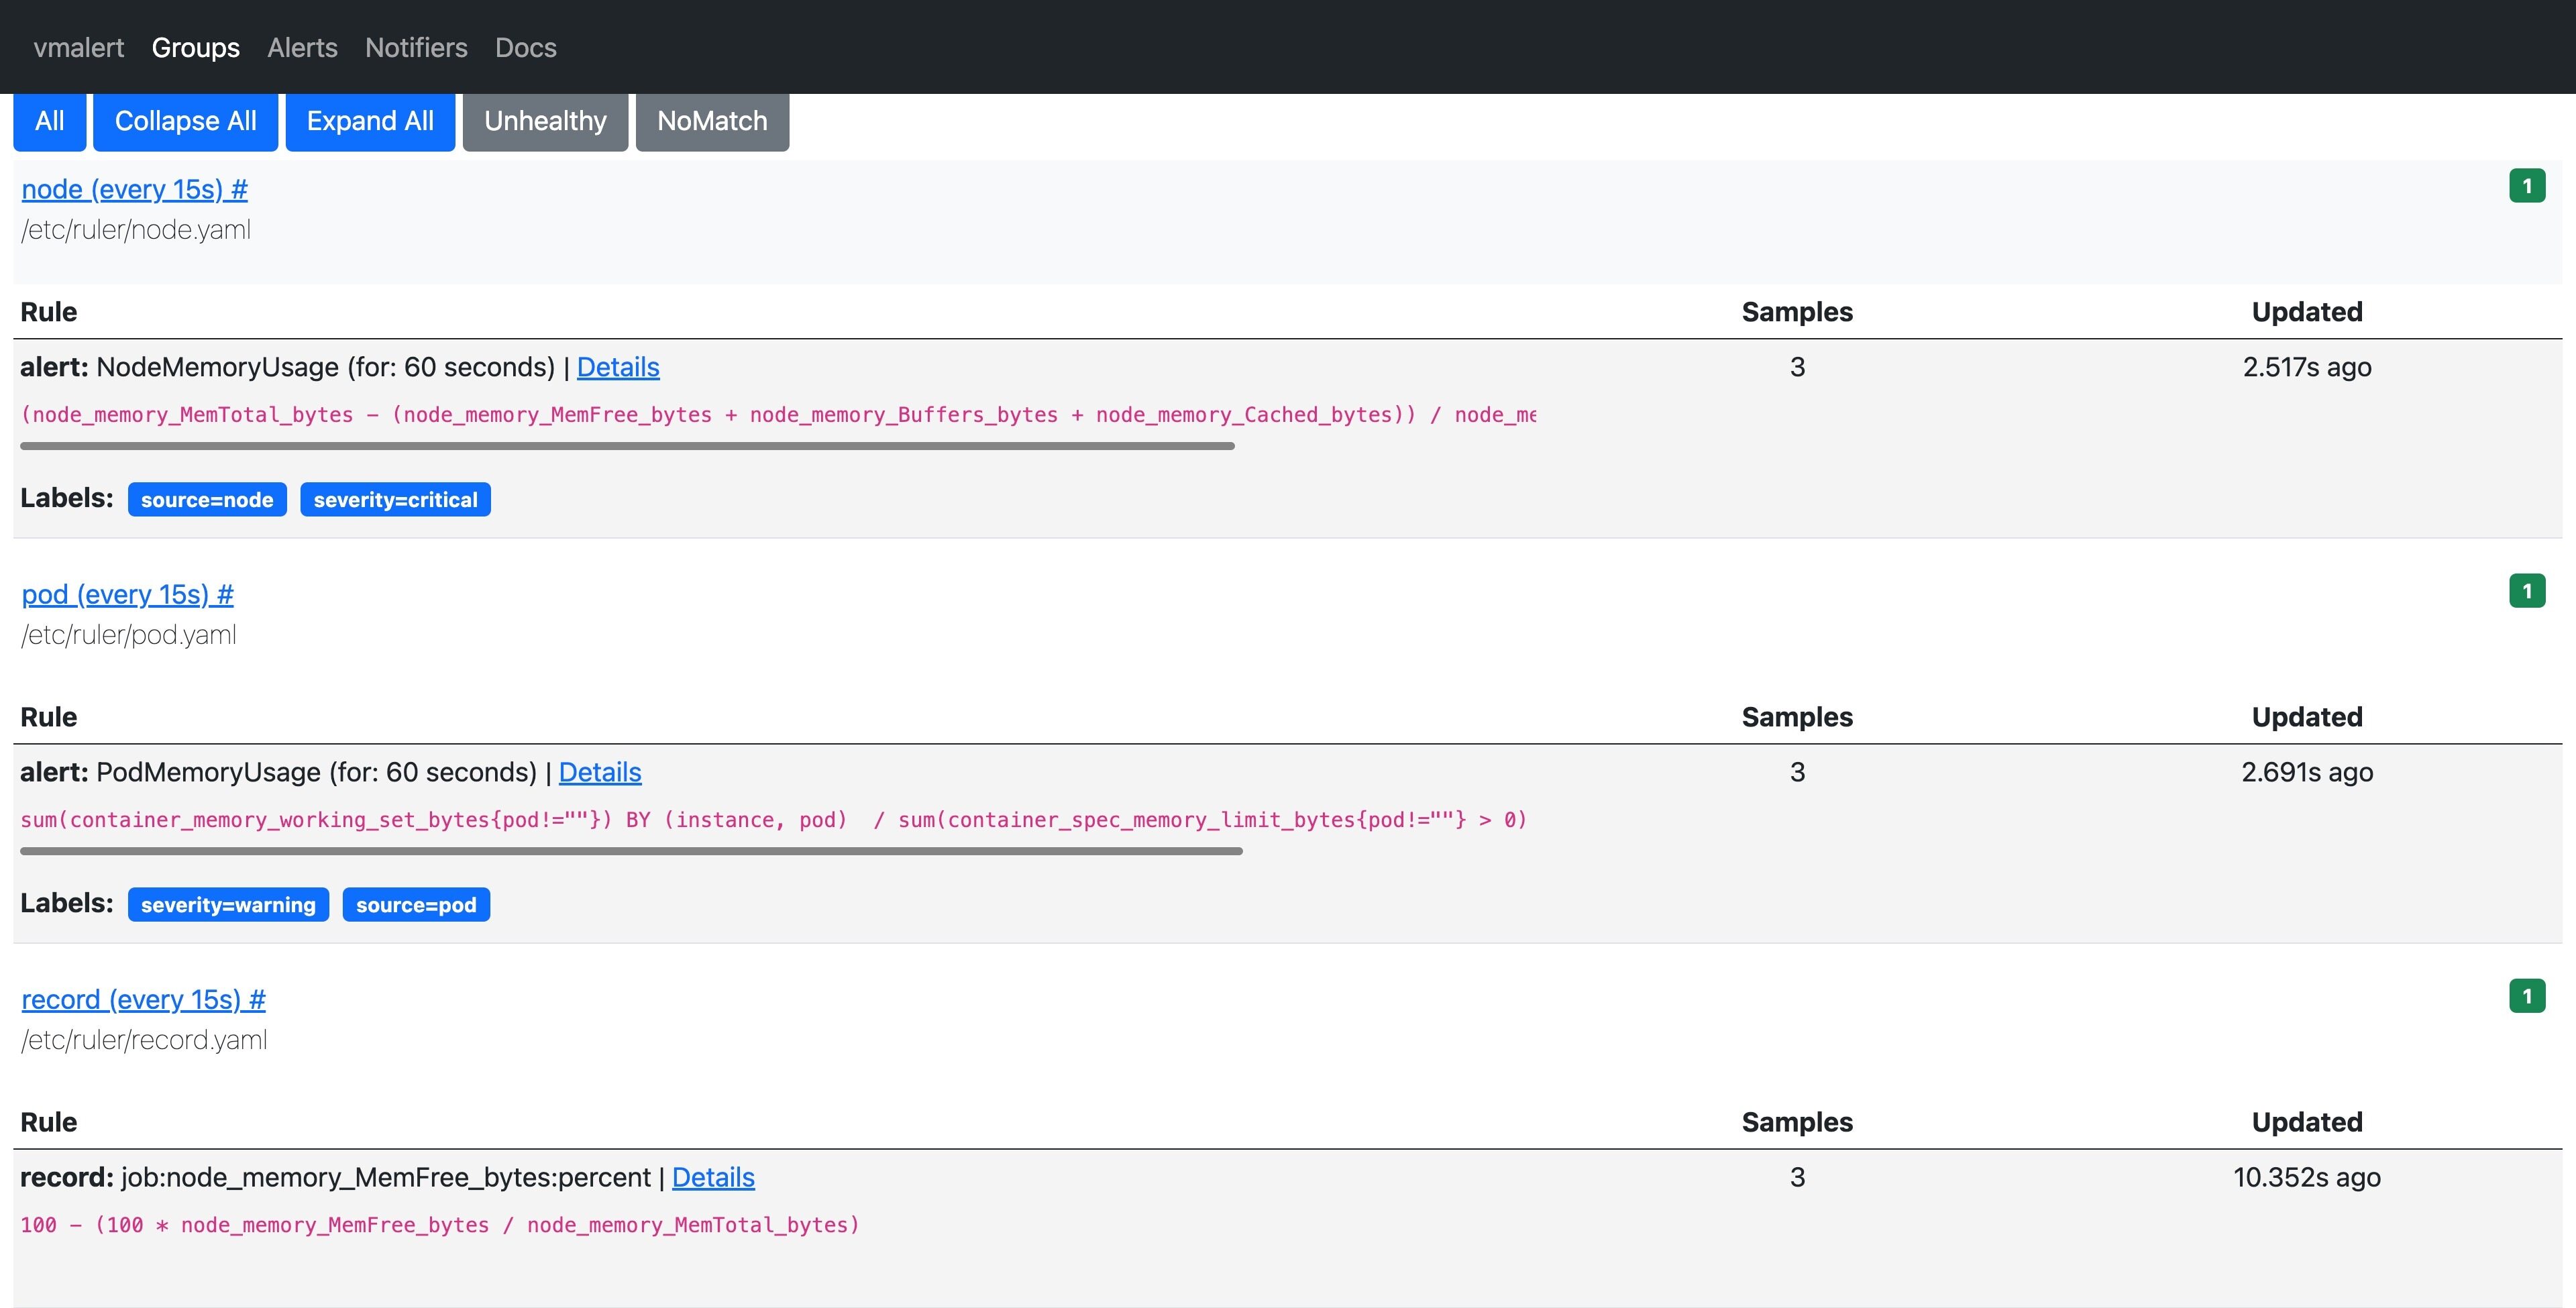 vmalert Groups Alerts Notifiers Docs
All Collapse All Expand All Unhealthy NoMatch
node (every 15s) # 1
/etc/ruler/node.yaml
Rule Samples Updated
alert: NodeMemoryUsage (for: 60 seconds) | Details 3 2.517s ago
(node_memory_MemTotal_bytes - (node_memory_MemFree_bytes + node_memory_Buffers_bytes + node_memory_Cached_bytes)) / node_me
Labels: source=node severity=critical
pod (every 15s) # 1
/etc/ruler/pod.yaml
Rule Samples Updated
alert: PodMemoryUsage (for: 60 seconds) | Details 3 2.691s ago
sum(container_memory_working_set_bytes{pod!=""}) BY (instance, pod)  / sum(container_spec_memory_limit_bytes{pod!=""} > 0)
Labels: severity=warning source=pod
record (every 15s) # 1
/etc/ruler/record.yaml
Rule Samples Updated
record: job:node_memory_MemFree_bytes:percent | Details 3 10.352s ago
100 - (100 * node_memory_MemFree_bytes / node_memory_MemTotal_bytes)